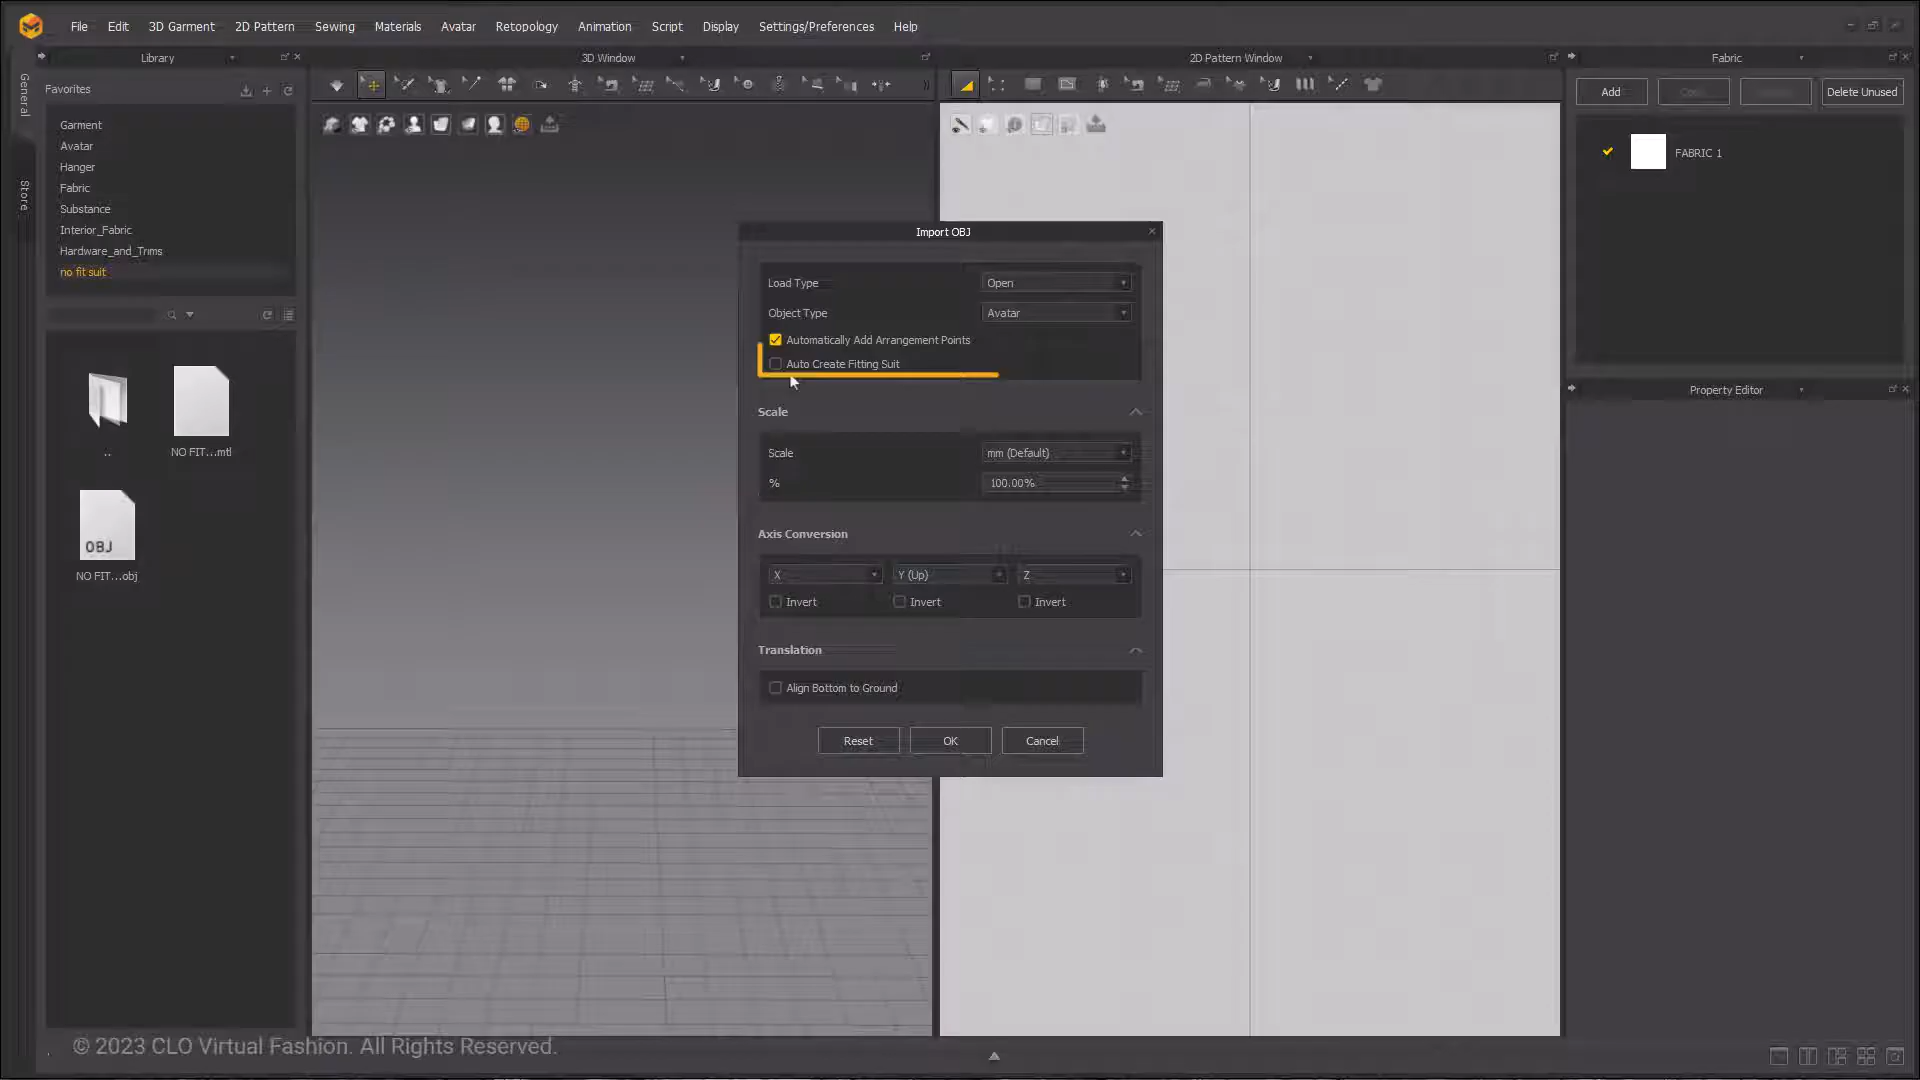 File Edit 3D Garment 2D Pattern Sewing Materials Avatar Retopology Animation Script Display Settings/Preferences Help
Library
3D Window
2D Pattern Window
Fabric
General
Store
Favorites
Garment
Avatar
Hanger
Fabric
Substance
Interior_Fabric
Hardware_and_Trims
no fit suit
..
NO FIT...mtl
OBJ
NO FIT...obj
Import OBJ
Load Type Open
Object Type Avatar
Automatically Add Arrangement Points
Auto Create Fitting Suit
Scale
Scale mm (Default)
% 100.00%
Axis Conversion
X Y (Up) Z
Invert Invert Invert
Translation
Align Bottom to Ground
Reset OK Cancel
Add Delete Unused
FABRIC 1
Property Editor
© 2023 CLO Virtual Fashion. All Rights Reserved.